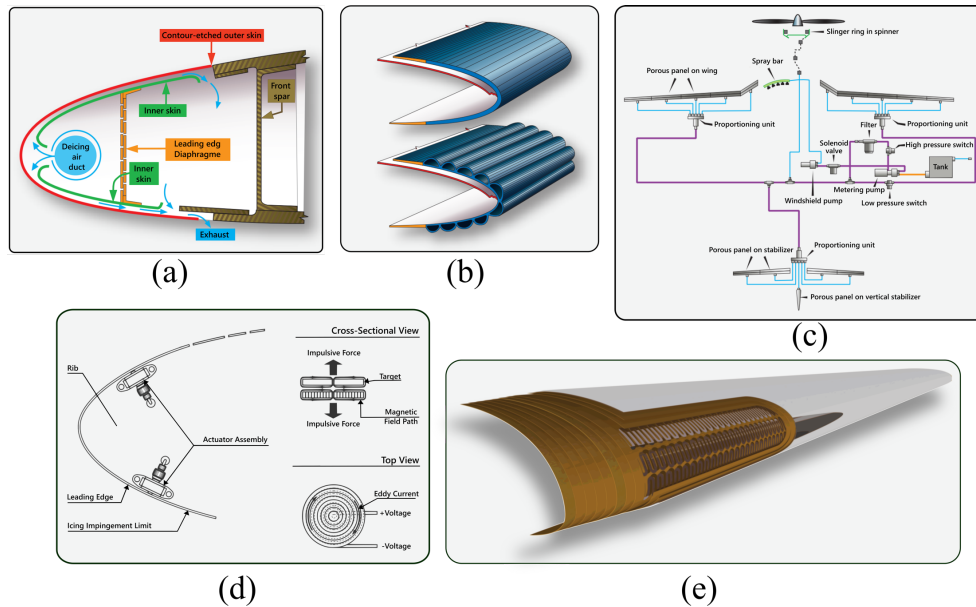 Contour-etched outer skin
Inner skin
Front
spar
Deicing
air
duct
Leading edg
Diaphragme
Inner
skin
Exhaust
(a)
(b)
Slinger ring in spinner
Spray bar
Porous panel on wing
Porous panel on wing
Proportioning unit
Proportioning unit
Filter
High pressure switch
Solenoid
valve
Tank
Metering pump
Windshield pump
Low pressure switch
Porous panel on stabilizer
Proportioning unit
Porous panel on vertical stabilizer
(c)
Rib
Actuator Assembly
Leading Edge
Icing Impingement Limit
Cross-Sectional View
Impulsive Force
Target
Magnetic
Field Path
Impulsive Force
Top View
Eddy Current
+Voltage
-Voltage
(d)
(e)